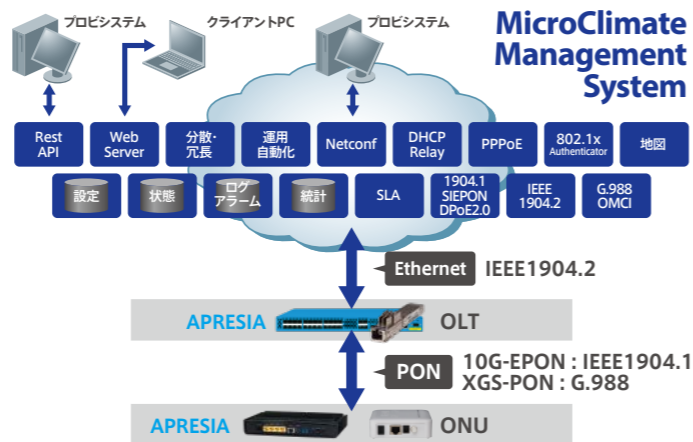 プロビシステム
クライアントPC
プロビシステム
MicroClimate
Management
System
Rest
API
Web
Server
分散・
冗長
運用
自動化
Netconf
DHCP
Relay
PPPoE
802.1x
Authenticator
地図
設定
状態
ログ
アラーム
統計
SLA
1904.1
SIEPON
DPoE2.0
IEEE
1904.2
G.988
OMCI
Ethernet IEEE1904.2
APRESIA OLT
PON
10G-EPON : IEEE1904.1
XGS-PON : G.988
APRESIA ONU